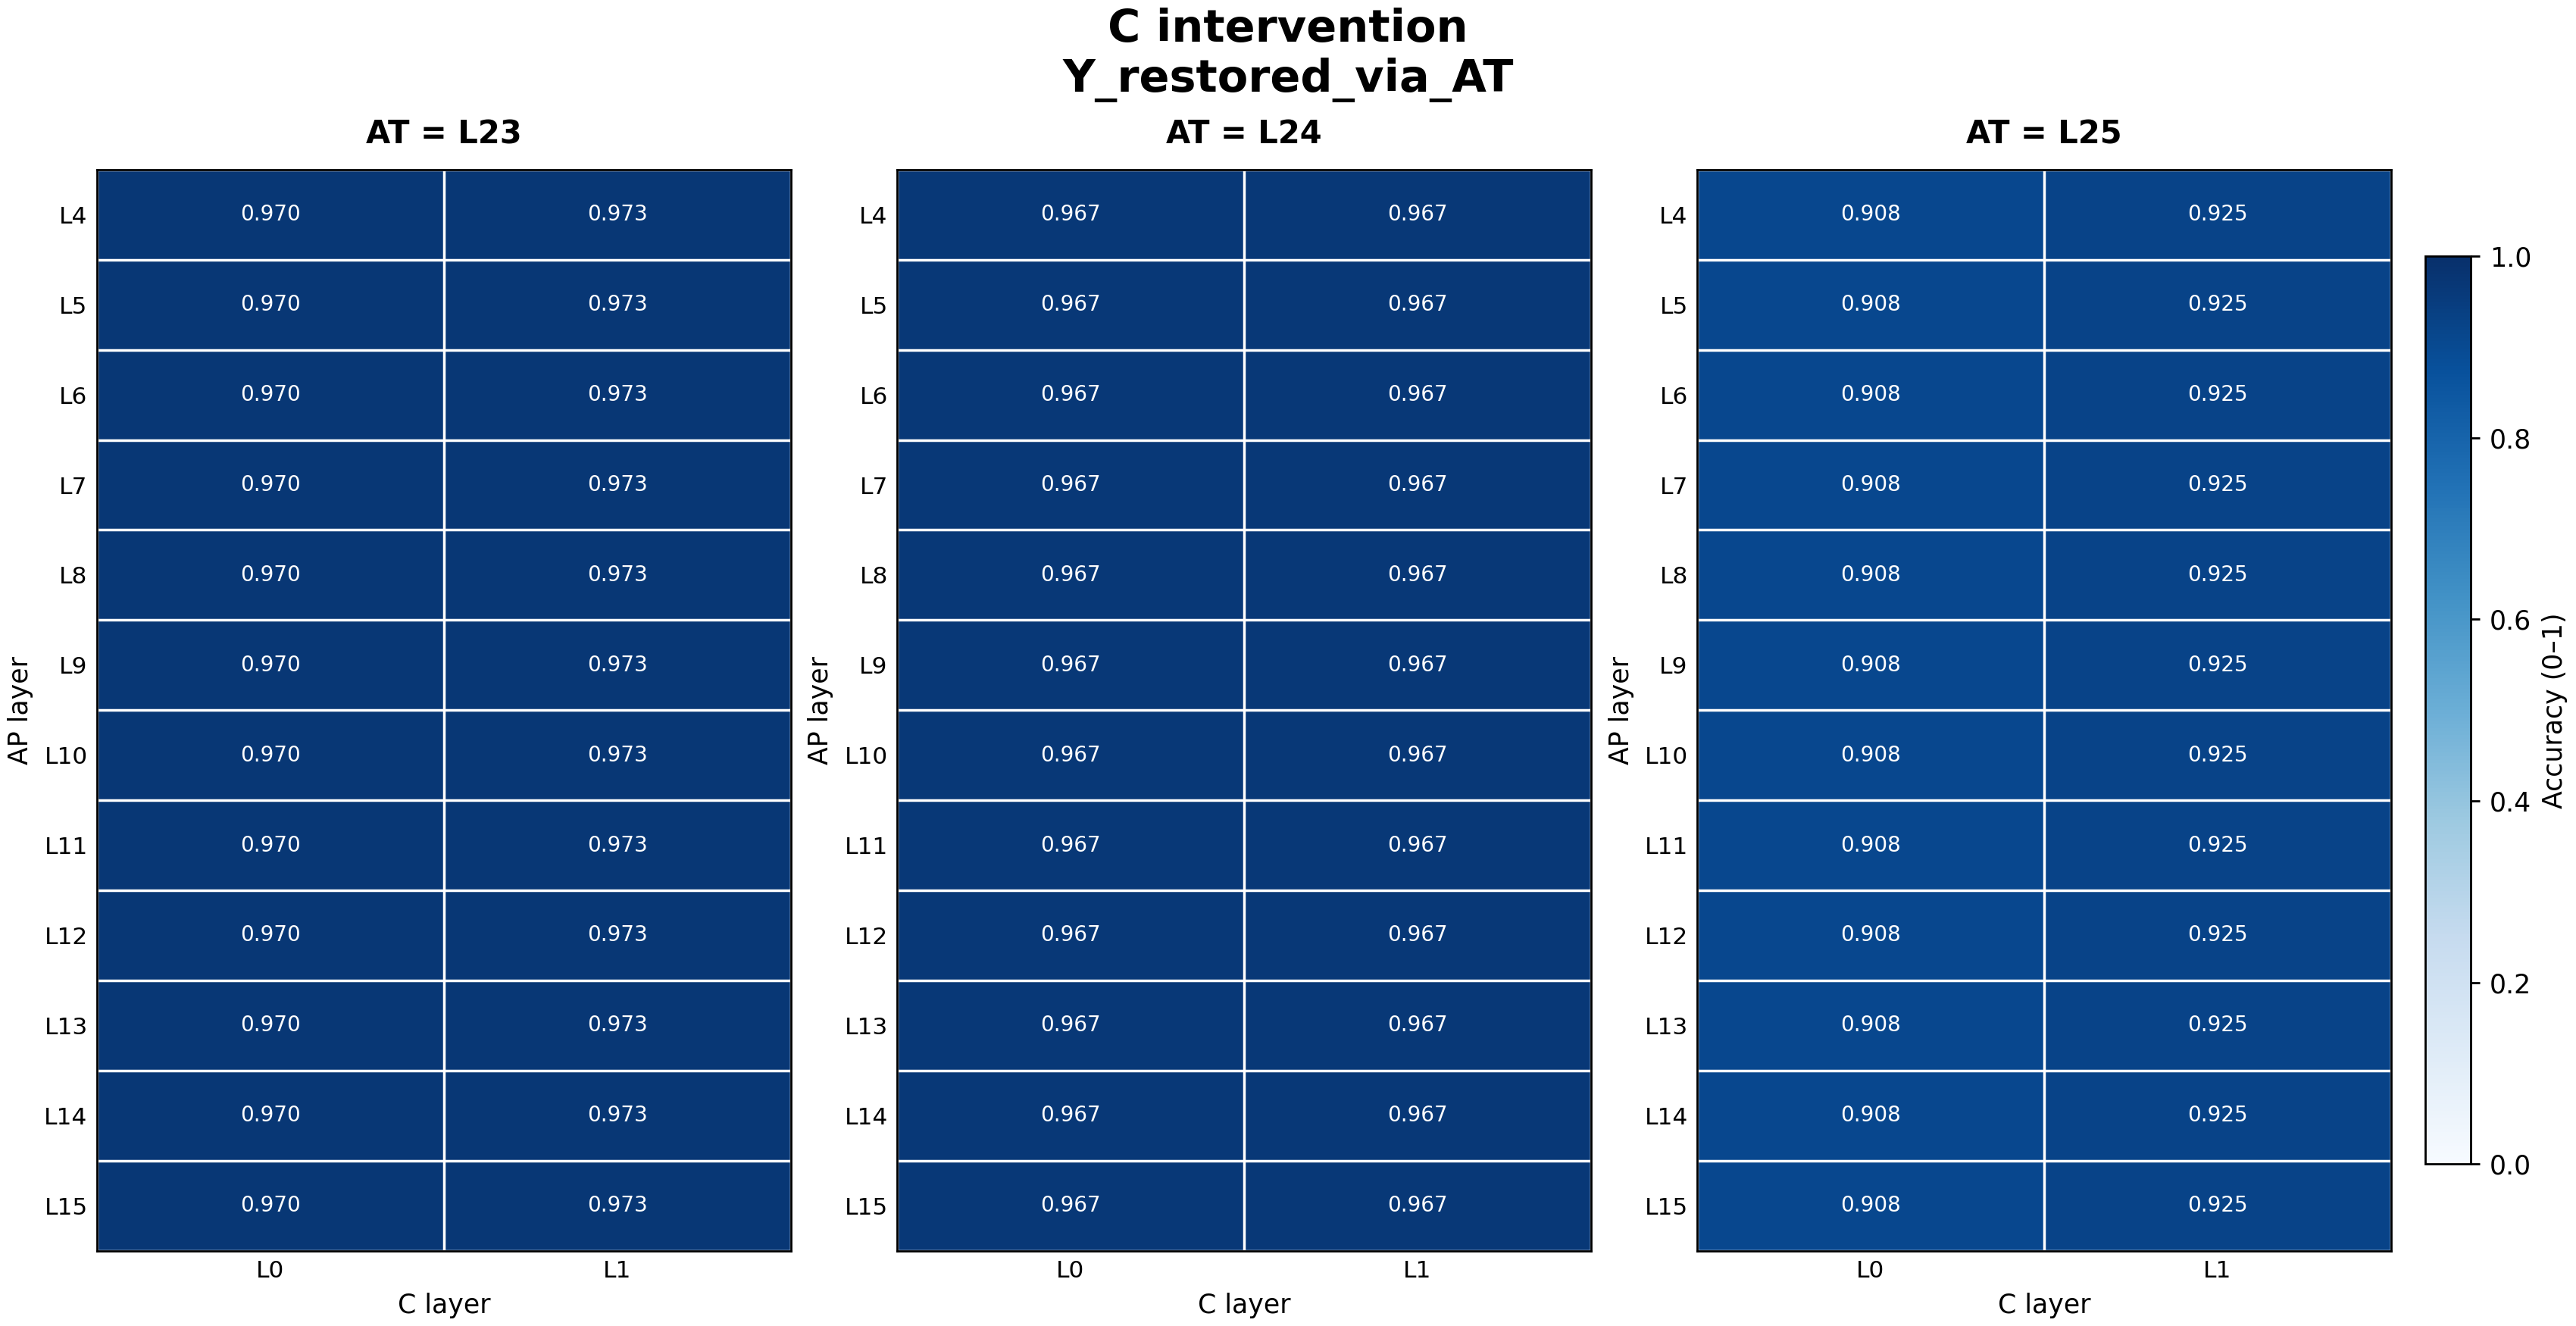 C intervention
Y_restored_via_AT
AT = L23
AT = L24
AT = L25
L4 0.970 0.973 L4 0.967 0.967 L4 0.908 0.925
L5 0.970 0.973 L5 0.967 0.967 L5 0.908 0.925
L6 0.970 0.973 L6 0.967 0.967 L6 0.908 0.925
L7 0.970 0.973 L7 0.967 0.967 L7 0.908 0.925
L8 0.970 0.973 L8 0.967 0.967 L8 0.908 0.925
L9 0.970 0.973 L9 0.967 0.967 L9 0.908 0.925
L10 0.970 0.973 L10 0.967 0.967 L10 0.908 0.925
L11 0.970 0.973 L11 0.967 0.967 L11 0.908 0.925
L12 0.970 0.973 L12 0.967 0.967 L12 0.908 0.925
L13 0.970 0.973 L13 0.967 0.967 L13 0.908 0.925
L14 0.970 0.973 L14 0.967 0.967 L14 0.908 0.925
L15 0.970 0.973 L15 0.967 0.967 L15 0.908 0.925
L0 L1 L0 L1 L0 L1
C layer C layer C layer
AP layer
AP layer
AP layer
1.0
0.8
0.6
0.4
0.2
0.0
Accuracy (0–1)